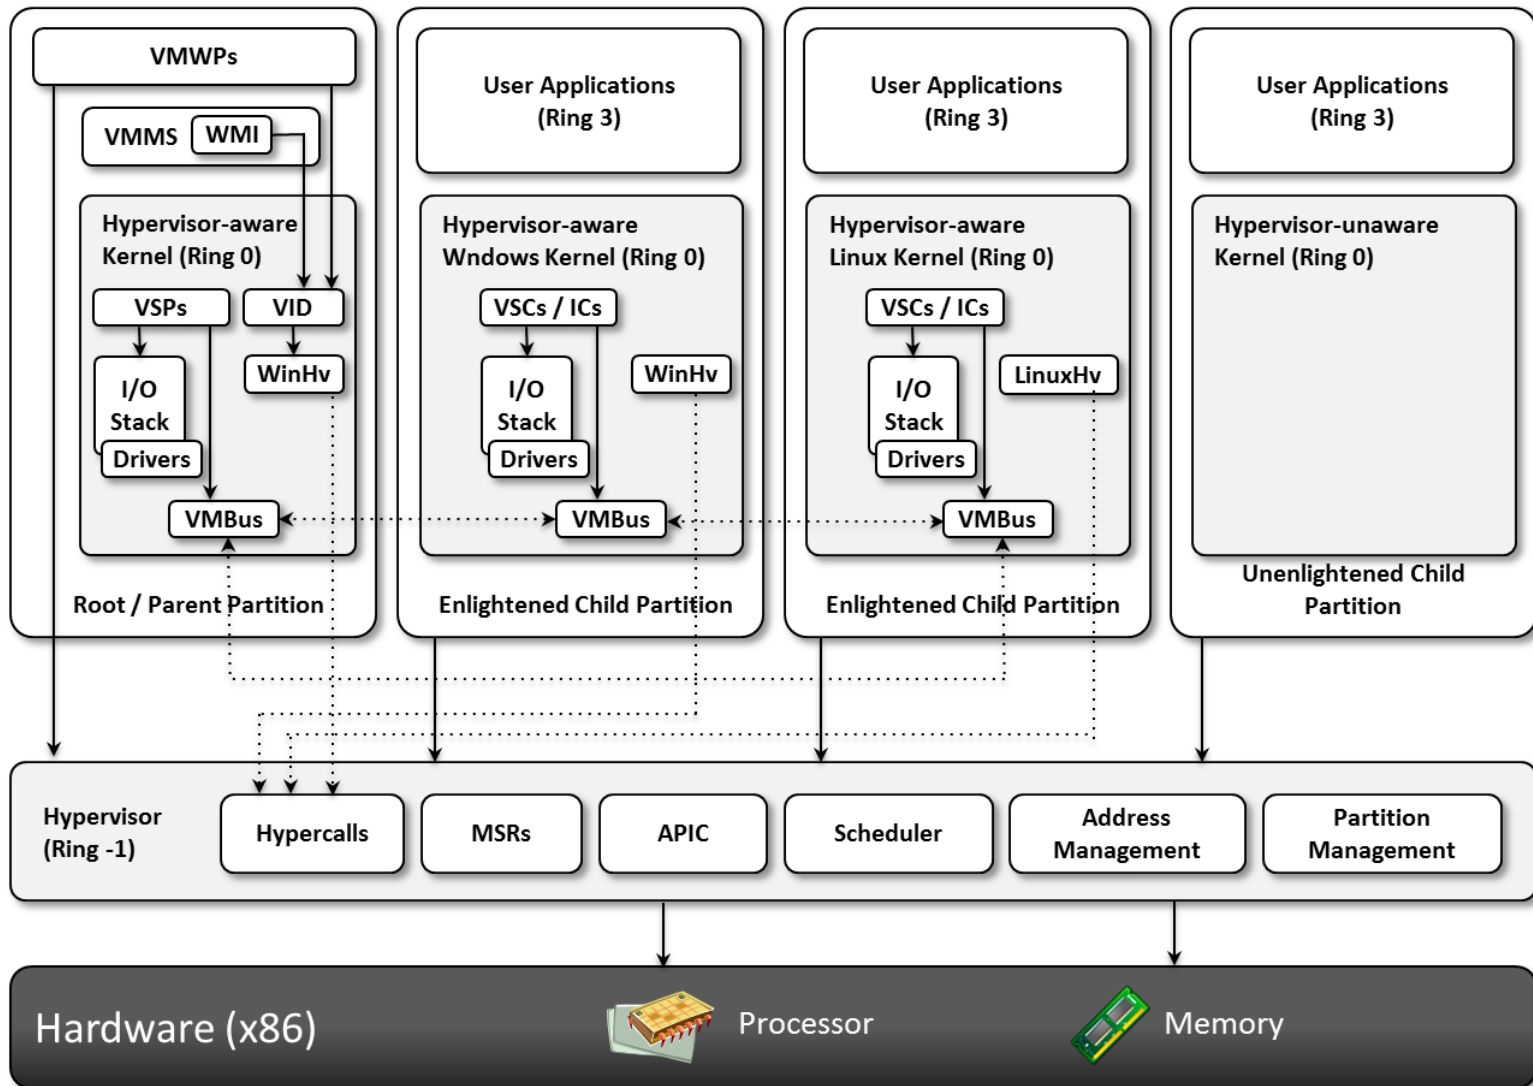 VMWPs
VMMS
WMI
Hypervisor-aware
Kernel (Ring 0)
VSPs
VID
I/O
Stack
Drivers
WinHv
VMBus
Root / Parent Partition
User Applications
(Ring 3)
Hypervisor-aware
Wndows Kernel (Ring 0)
VSCs / ICs
I/O
Stack
Drivers
WinHv
VMBus
Enlightened Child Partition
User Applications
(Ring 3)
Hypervisor-aware
Linux Kernel (Ring 0)
VSCs / ICs
I/O
Stack
Drivers
LinuxHv
VMBus
Enlightened Child Partition
User Applications
(Ring 3)
Hypervisor-unaware
Kernel (Ring 0)
Unenlightened Child
Partition
Hypervisor
(Ring -1)
Hypercalls
MSRs
APIC
Scheduler
Address
Management
Partition
Management
Hardware (x86)
Processor
Memory